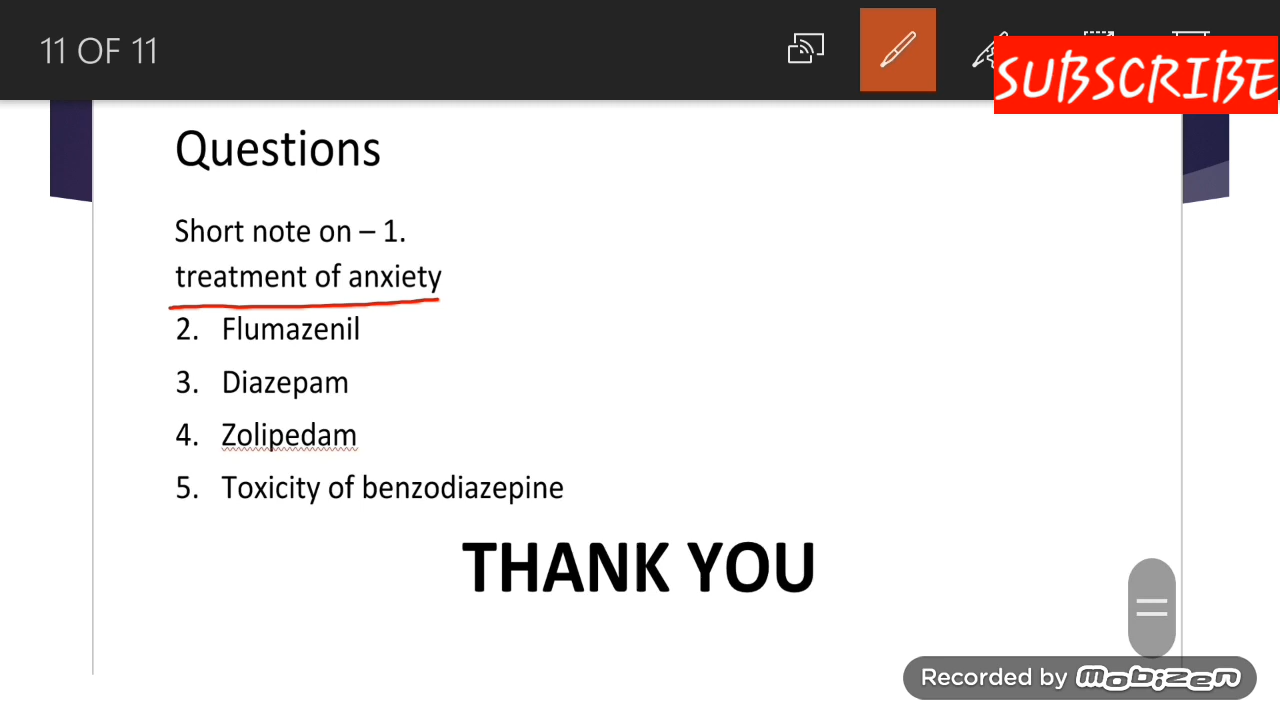 11 OF 11
SUBSCRIBE
Questions
Short note on – 1.
treatment of anxiety
2. Flumazenil
3. Diazepam
4. Zolipedam
5. Toxicity of benzodiazepine
THANK YOU
Recorded by Mobizen